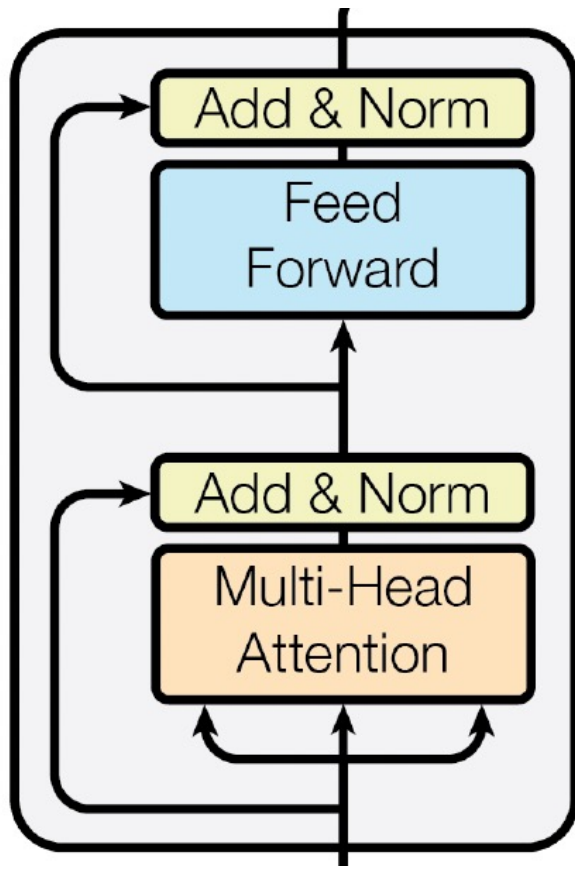 Add & Norm
Feed
Forward
Add & Norm
Multi-Head
Attention